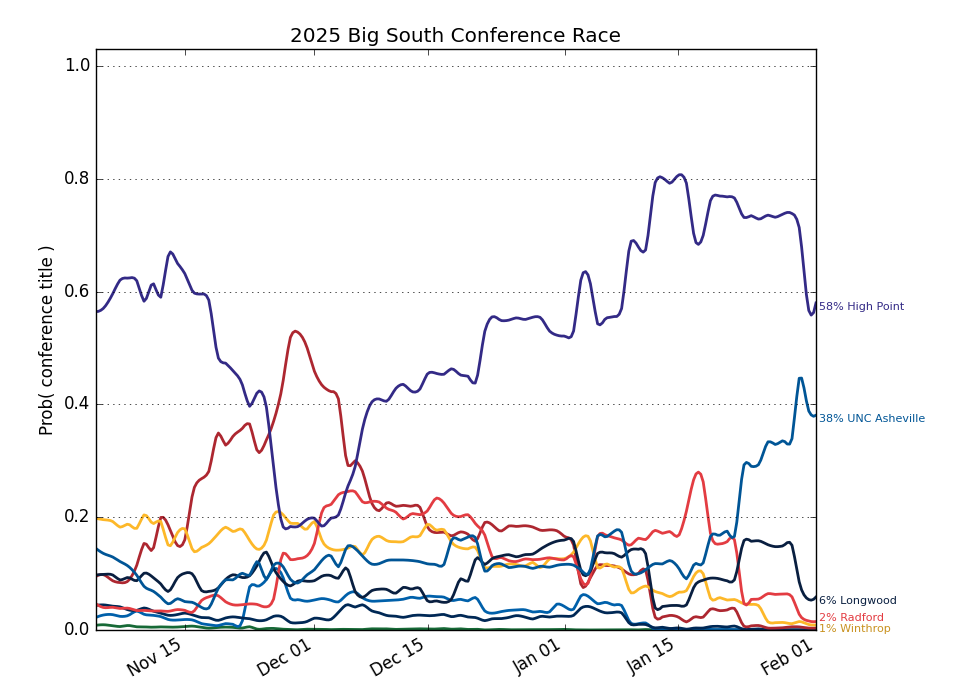 2025 Big South Conference Race
Prob( conference title )
1.0
0.8
0.6
0.4
0.2
0.0
Nov 15
Dec 01
Dec 15
Jan 01
Jan 15
Feb 01
58% High Point
38% UNC Asheville
6% Longwood
2% Radford
1% Winthrop